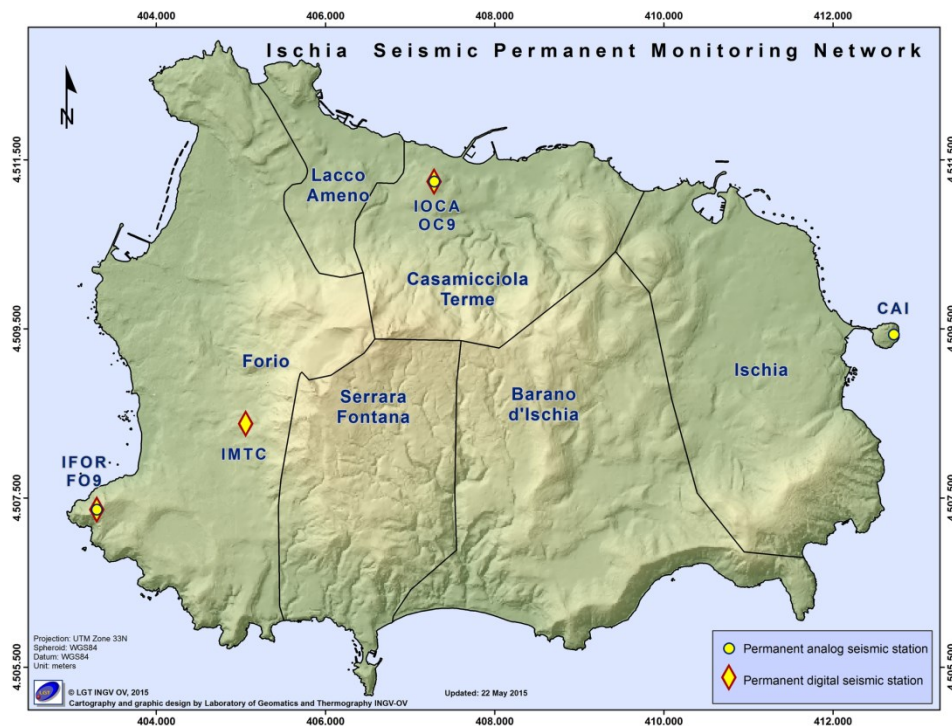 404.000 406.000 408.000 410.000 412.000
Ischia Seismic Permanent Monitoring Network
N
4.511.500 4.511.500
Lacco
Ameno
IOCA
OC9
Casamicciola
Terme
CAI
4.509.500 4.509.500
Forio
Ischia
Serrara
Fontana
Barano
d'Ischia
IMTC
IFOR
FO9
4.507.500 4.507.500
Projection: UTM Zone 33N
Spheroid: WGS84
Datum: WGS84
Unit: meters
Permanent analog seismic station
Permanent digital seismic station
4.505.500 4.505.500
© LGT INGV OV, 2015 Updated: 22 May 2015
Cartography and graphic design by Laboratory of Geomatics and Thermography INGV-OV
404.000 406.000 408.000 410.000 412.000